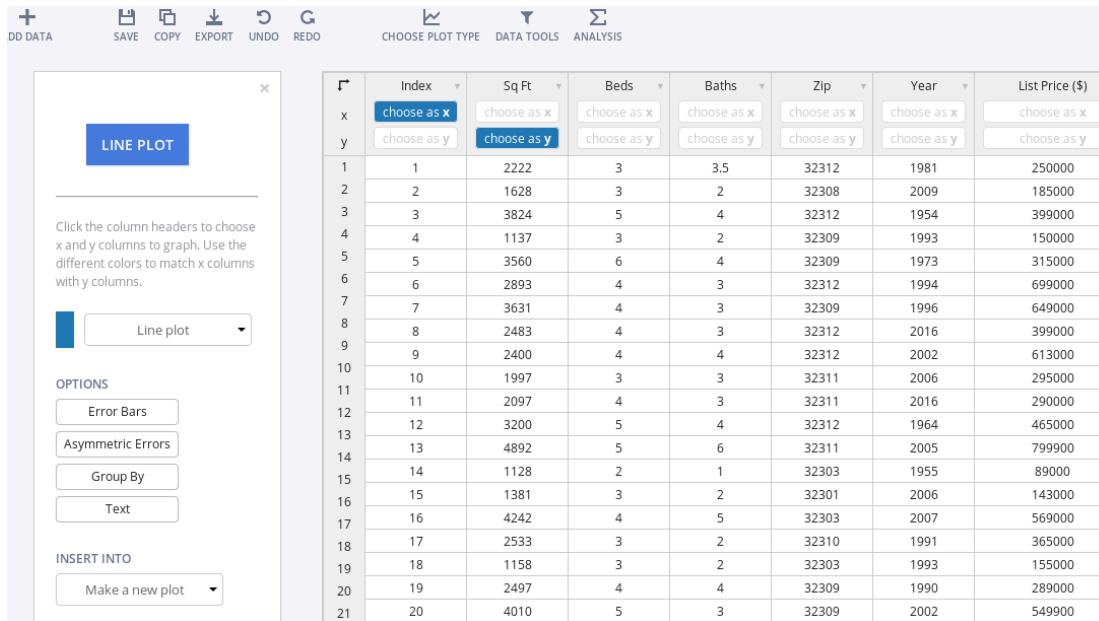 DD DATA SAVE COPY EXPORT UNDO REDO CHOOSE PLOT TYPE DATA TOOLS ANALYSIS
×
LINE PLOT
Click the column headers to choose
x and y columns to graph. Use the
different colors to match x columns
with y columns.
Line plot
OPTIONS
Error Bars
Asymmetric Errors
Group By
Text
INSERT INTO
Make a new plot
Index Sq Ft Beds Baths Zip Year List Price ($)
x choose as x choose as x choose as x choose as x choose as x choose as x choose as x
y choose as y choose as y choose as y choose as y choose as y choose as y choose as y
1 1 2222 3 3.5 32312 1981 250000
2 2 1628 3 2 32308 2009 185000
3 3 3824 5 4 32312 1954 399000
4 4 1137 3 2 32309 1993 150000
5 5 3560 6 4 32309 1973 315000
6 6 2893 4 3 32312 1994 699000
7 7 3631 4 3 32309 1996 649000
8 8 2483 4 3 32312 2016 399000
9 9 2400 4 4 32312 2002 613000
10 10 1997 3 3 32311 2006 295000
11 11 2097 4 3 32311 2016 290000
12 12 3200 5 4 32312 1964 465000
13 13 4892 5 6 32311 2005 799900
14 14 1128 2 1 32303 1955 89000
15 15 1381 3 2 32301 2006 143000
16 16 4242 4 5 32303 2007 569000
17 17 2533 3 2 32310 1991 365000
18 18 1158 3 2 32303 1993 155000
19 19 2497 4 4 32309 1990 289000
20 20 4010 5 3 32309 2002 549900
21